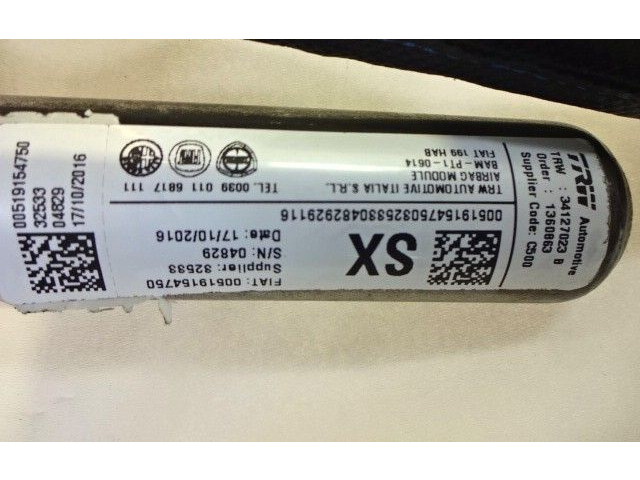 TRW Automotive
TRW : 34127023 B
Order : 1360863
Supplier Code: C500
TRW AUTOMOTIVE ITALIA S.R.L.
AIRBAG MODULE
BAM-PT1-0614
FIAT 199 HAB
TEL: 0039 011 6817 111
SX
FIAT: 00519154750
Supplier: 32533
S/N: 04829
Date: 17/10/2016
00519154750
32533
04829
17/10/2016